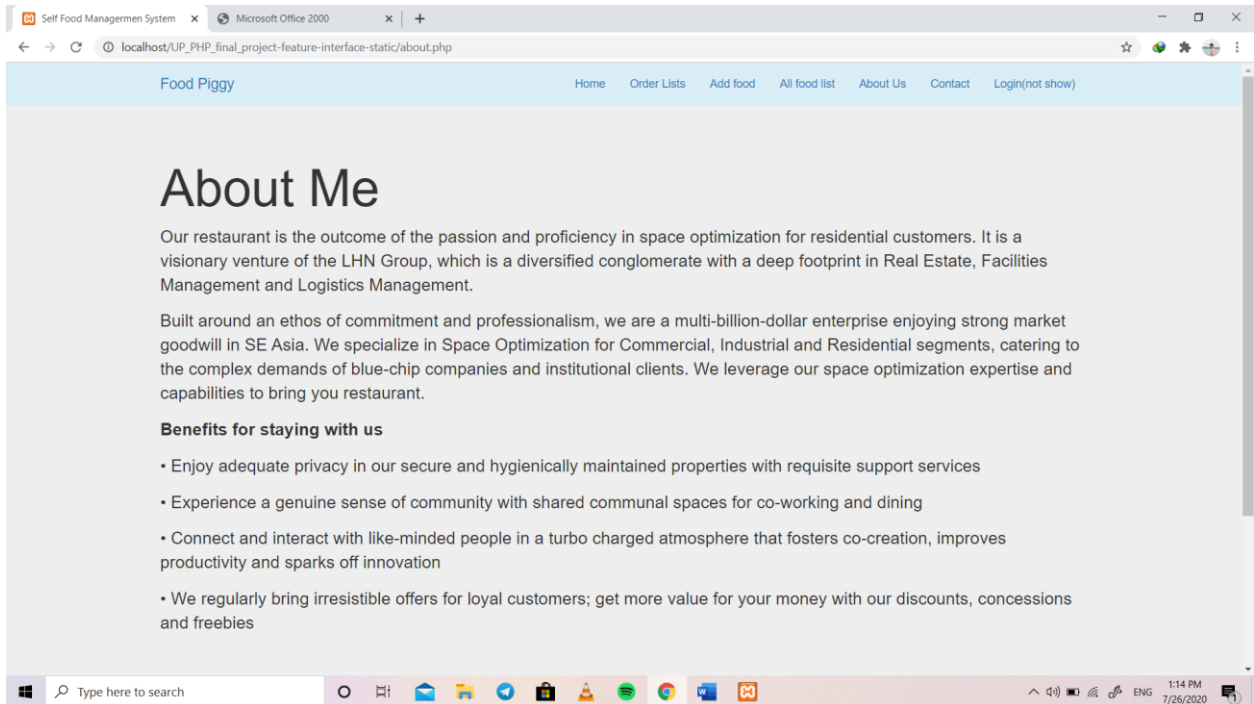 Self Food Managermen System
Microsoft Office 2000
localhost/UP_PHP_final_project-feature-interface-static/about.php
Food Piggy Home Order Lists Add food All food list About Us Contact Login(not show)
About Me
Our restaurant is the outcome of the passion and proficiency in space optimization for residential customers. It is a
visionary venture of the LHN Group, which is a diversified conglomerate with a deep footprint in Real Estate, Facilities
Management and Logistics Management.
Built around an ethos of commitment and professionalism, we are a multi-billion-dollar enterprise enjoying strong market
goodwill in SE Asia. We specialize in Space Optimization for Commercial, Industrial and Residential segments, catering to
the complex demands of blue-chip companies and institutional clients. We leverage our space optimization expertise and
capabilities to bring you restaurant.
Benefits for staying with us
• Enjoy adequate privacy in our secure and hygienically maintained properties with requisite support services
• Experience a genuine sense of community with shared communal spaces for co-working and dining
• Connect and interact with like-minded people in a turbo charged atmosphere that fosters co-creation, improves
productivity and sparks off innovation
• We regularly bring irresistible offers for loyal customers; get more value for your money with our discounts, concessions
and freebies
Type here to search
ENG
1:14 PM
7/26/2020